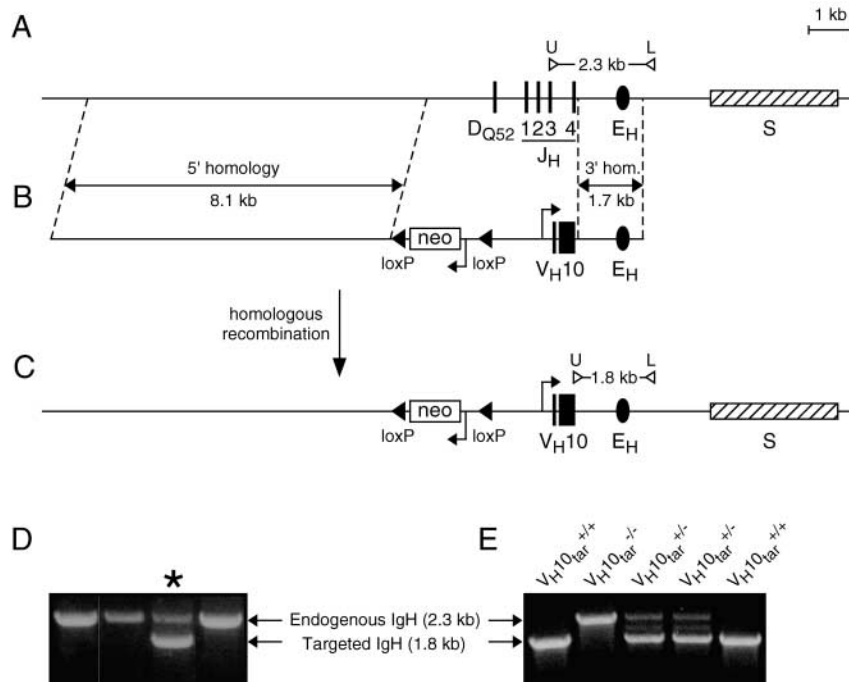 A
1 kb
U L
2.3 kb
DQ52 1 2 3 4 EH S
JH
5' homology 3' hom.
8.1 kb 1.7 kb
B
neo
loxP loxP VH10 EH
homologous
recombination
C
U L
1.8 kb
neo
loxP loxP VH10 EH S
D
*
E
VH10tar+/+ VH10tar-/- VH10tar+/- VH10tar+/- VH10tar+/+
Endogenous IgH (2.3 kb)
Targeted IgH (1.8 kb)